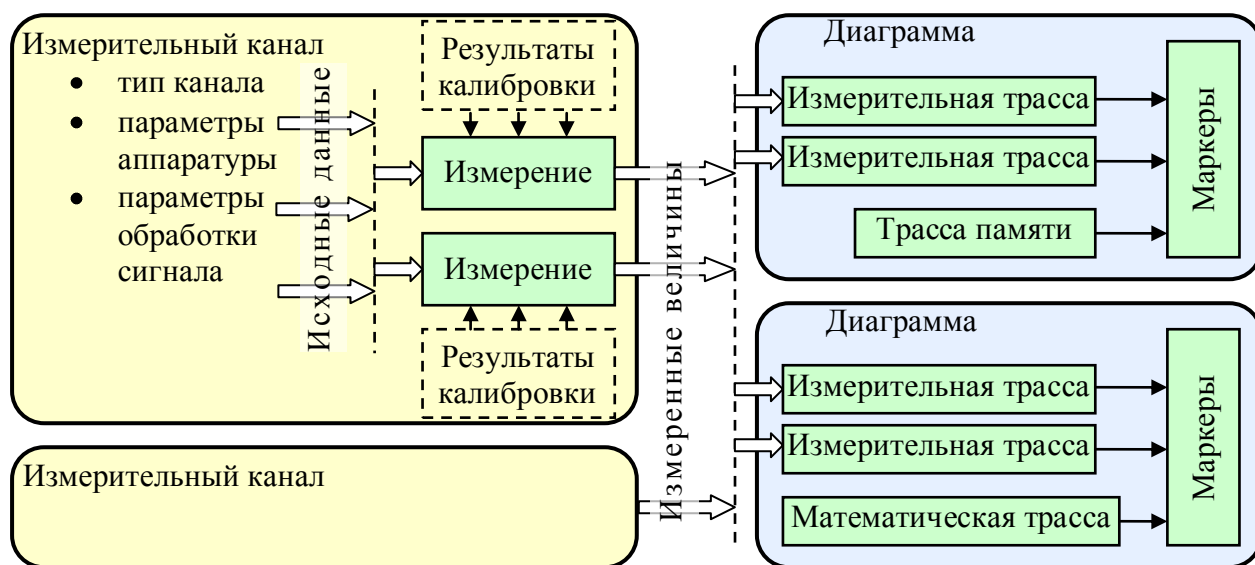 Измерительный канал
• тип канала
• параметры
аппаратуры
• параметры
обработки
сигнала
Исходные данные
Результаты
калибровки
Измерение
Измерение
Результаты
калибровки
Измерительный канал
Измеренные величины
Диаграмма
Измерительная трасса
Измерительная трасса
Трасса памяти
Маркеры
Диаграмма
Измерительная трасса
Измерительная трасса
Математическая трасса
Маркеры